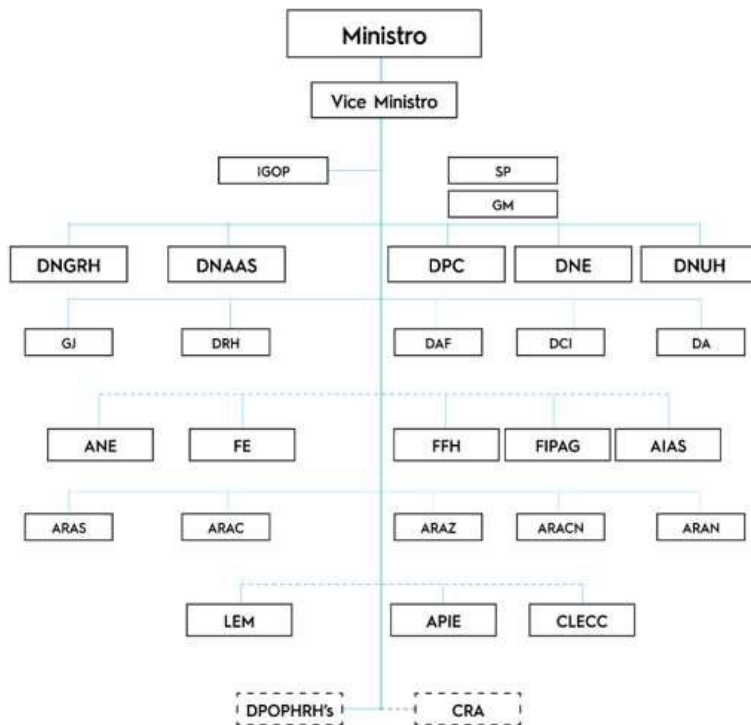 Ministro
Vice Ministro
IGOP
SP
GM
DNGRH
DNAAS
DPC
DNE
DNUH
GJ
DRH
DAF
DCI
DA
ANE
FE
FFH
FIPAG
AIAS
ARAS
ARAC
ARAZ
ARACN
ARAN
LEM
APIE
CLECC
DPOPHRH's
CRA